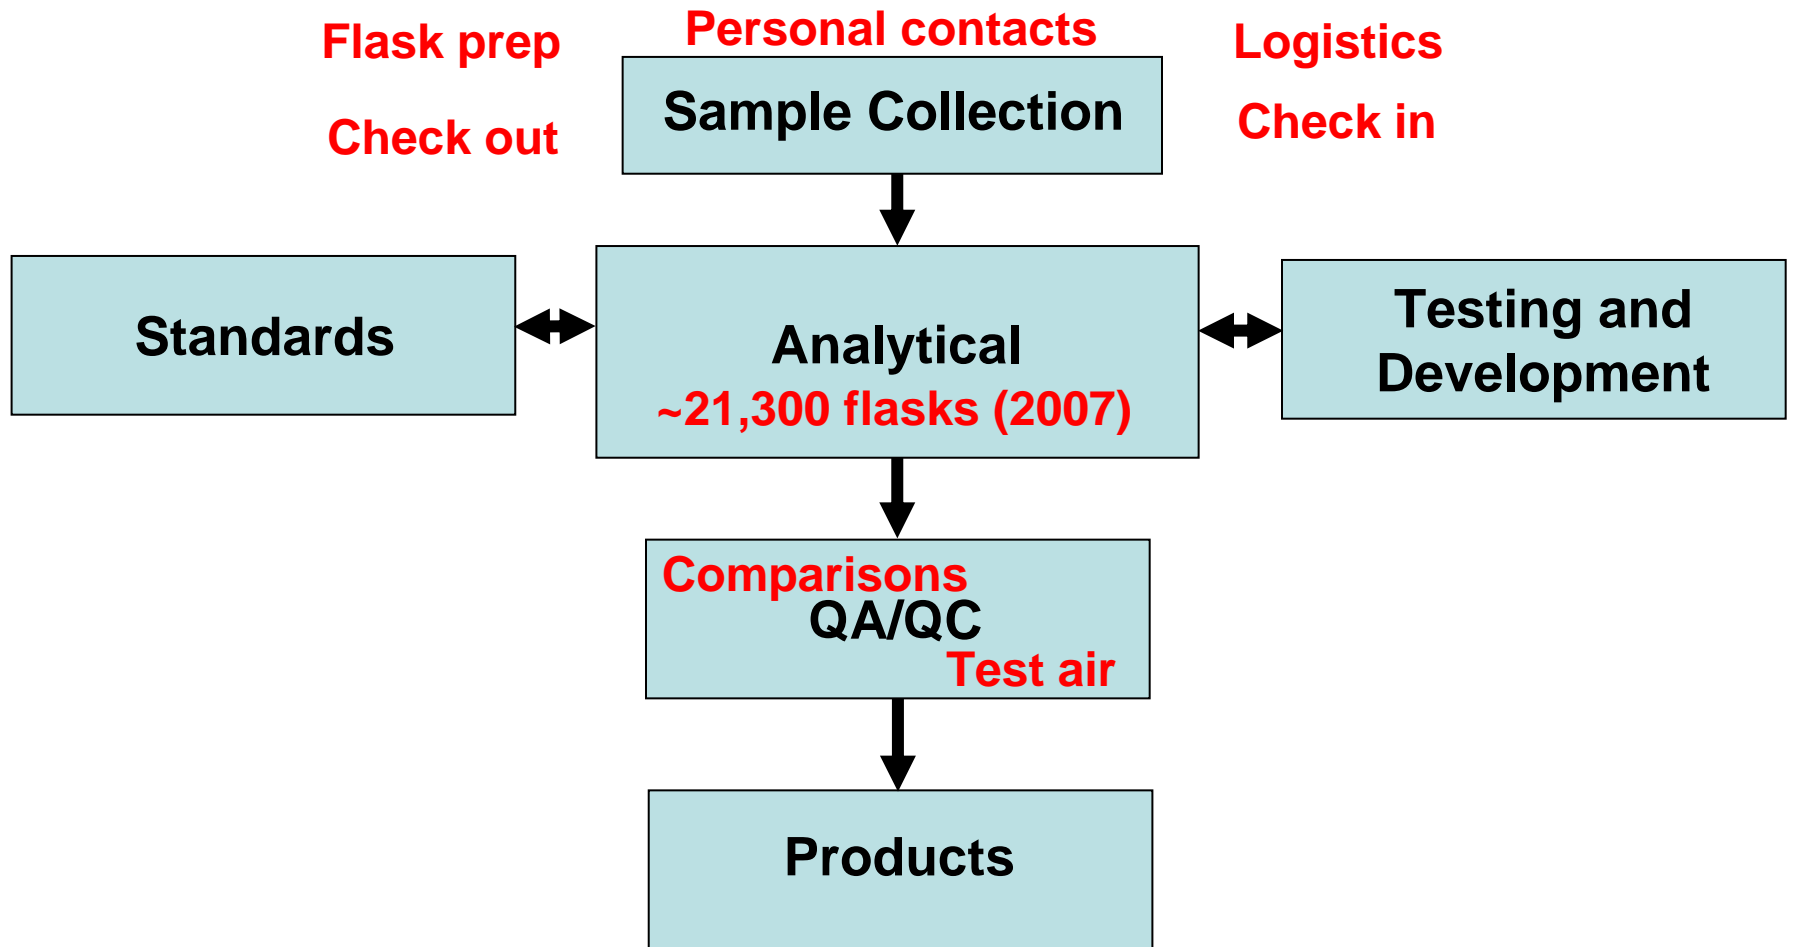 Flask prep
Personal contacts
Logistics
Sample Collection
Check out
Check in
Standards
Analytical
~21,300 flasks (2007)
Testing and
Development
Comparisons
QA/QC
Test air
Products